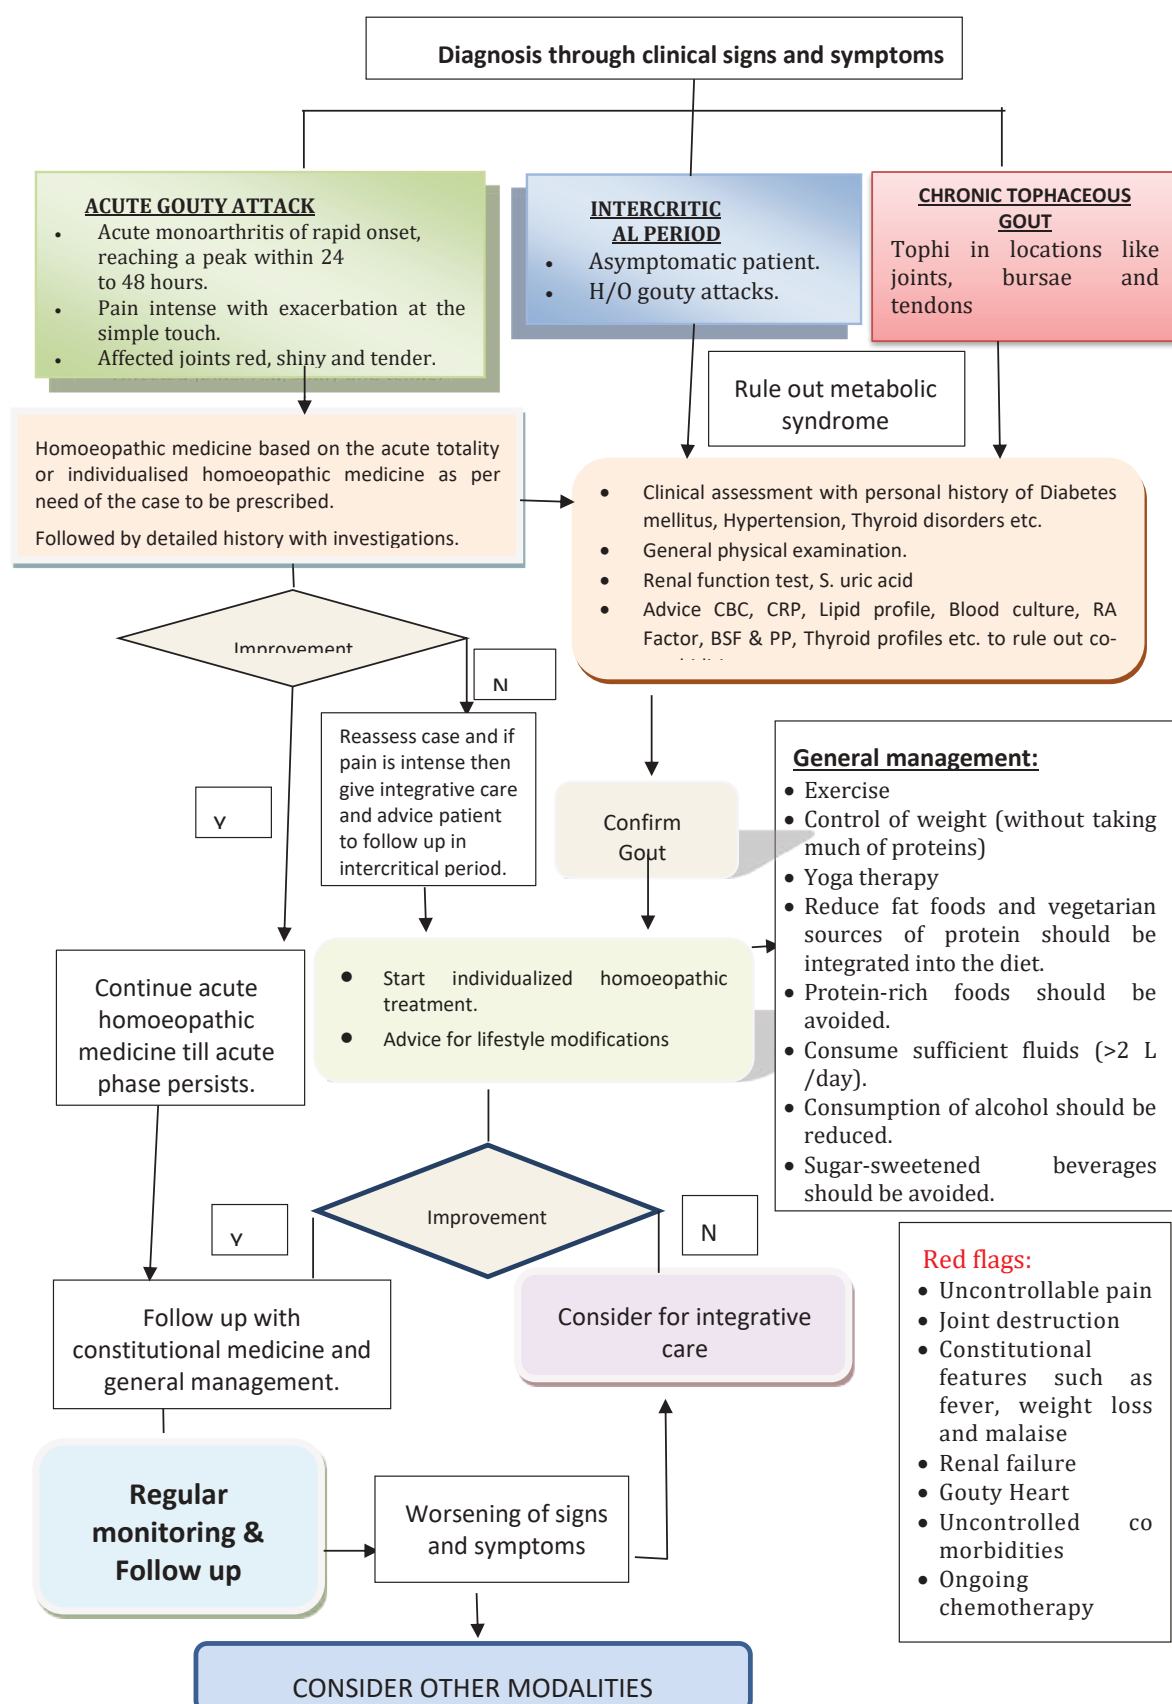 Diagnosis through clinical signs and symptoms
ACUTE GOUTY ATTACK
• Acute monoarthritis of rapid onset,
reaching a peak within 24
to 48 hours.
• Pain intense with exacerbation at the
simple touch.
• Affected joints red, shiny and tender.
INTERCRITIC
AL PERIOD
• Asymptomatic patient.
• H/O gouty attacks.
CHRONIC TOPHACEOUS
GOUT
Tophi in locations like
joints, bursae and
tendons
Rule out metabolic
syndrome
Homoeopathic medicine based on the acute totality
or individualised homoeopathic medicine as per
need of the case to be prescribed.
Followed by detailed history with investigations.
• Clinical assessment with personal history of Diabetes
mellitus, Hypertension, Thyroid disorders etc.
• General physical examination.
• Renal function test, S. uric acid
• Advice CBC, CRP, Lipid profile, Blood culture, RA
Factor, BSF & PP, Thyroid profiles etc. to rule out co-
Improvement
N
Y
Reassess case and if
pain is intense then
give integrative care
and advice patient
to follow up in
intercritical period.
Confirm
Gout
General management:
• Exercise
• Control of weight (without taking
much of proteins)
• Yoga therapy
• Reduce fat foods and vegetarian
sources of protein should be
integrated into the diet.
• Protein-rich foods should be
avoided.
• Consume sufficient fluids (>2 L
/day).
• Consumption of alcohol should be
reduced.
• Sugar-sweetened beverages
should be avoided.
Continue acute
homoeopathic
medicine till acute
phase persists.
• Start individualized homoeopathic
treatment.
• Advice for lifestyle modifications
Improvement
Y
N
Follow up with
constitutional medicine and
general management.
Consider for integrative
care
Red flags:
• Uncontrollable pain
• Joint destruction
• Constitutional
features such as
fever, weight loss
and malaise
• Renal failure
• Gouty Heart
• Uncontrolled co
morbidities
• Ongoing
chemotherapy
Regular
monitoring &
Follow up
Worsening of signs
and symptoms
CONSIDER OTHER MODALITIES